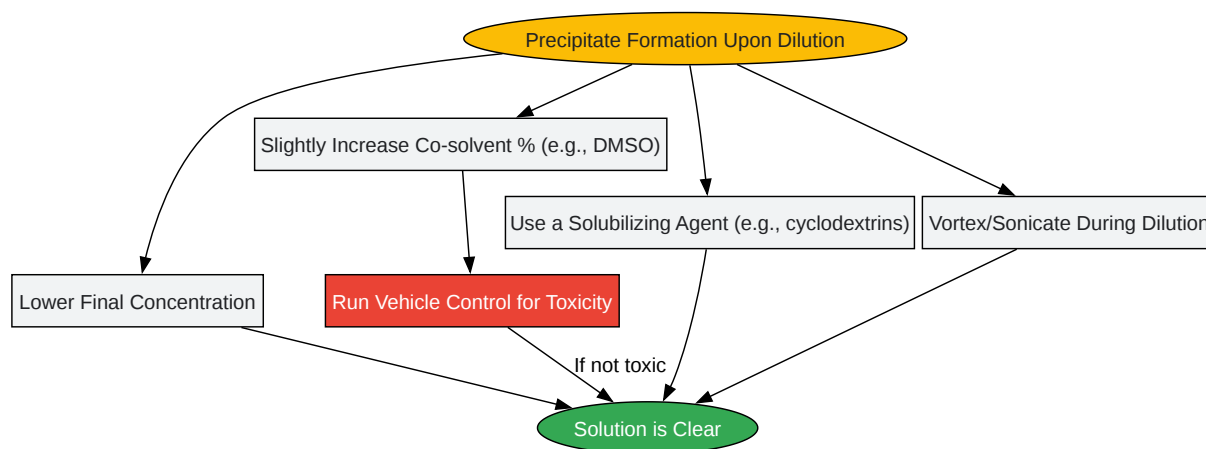 Precipitate Formation Upon Dilution
Slightly Increase Co-solvent % (e.g., DMSO)
Use a Solubilizing Agent (e.g., cyclodextrins)
Vortex/Sonicate During Dilution
Lower Final Concentration
Run Vehicle Control for Toxicity
If not toxic
Solution is Clear